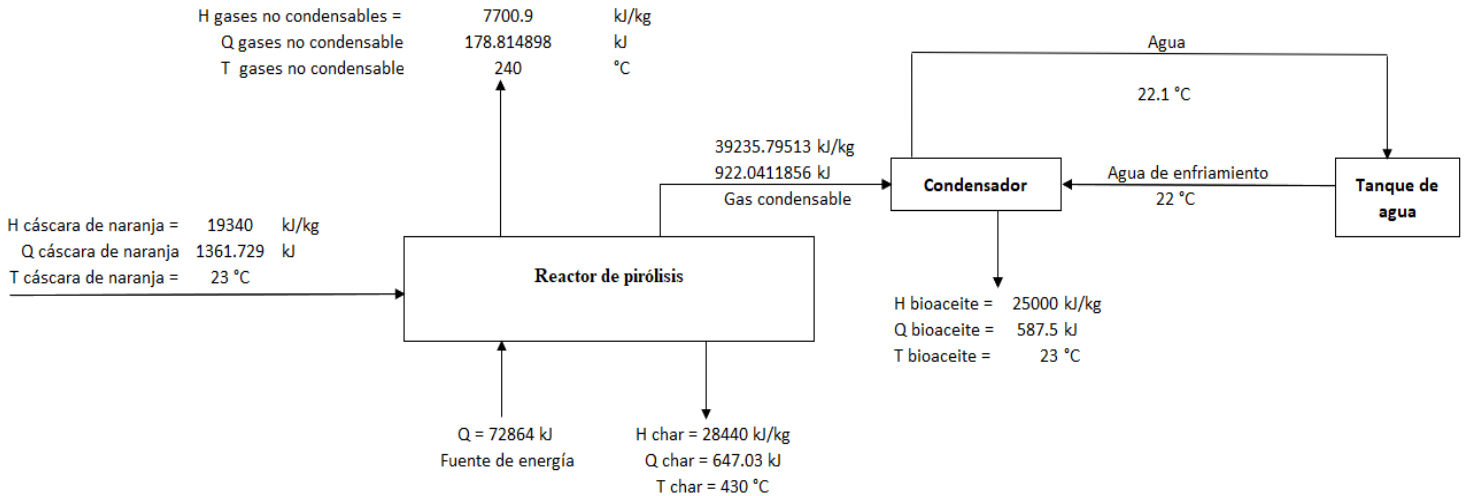 H gases no condensables = 7700.9 kJ/kg
Q gases no condensable 178.814898 kJ
T gases no condensable 240 °C
Agua
22.1 °C
39235.79513 kJ/kg
922.0411856 kJ
Gas condensable
Condensador
Agua de enfriamiento
22 °C
Tanque de
agua
H cáscara de naranja = 19340 kJ/kg
Q cáscara de naranja 1361.729 kJ
T cáscara de naranja = 23 °C
Reactor de pirólisis
H bioaceite = 25000 kJ/kg
Q bioaceite = 587.5 kJ
T bioaceite = 23 °C
Q = 72864 kJ
Fuente de energía
H char = 28440 kJ/kg
Q char = 647.03 kJ
T char = 430 °C